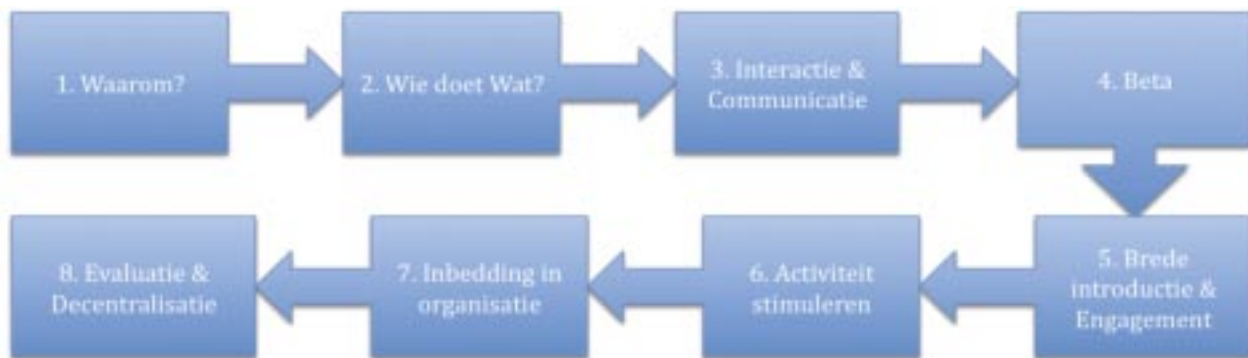 1. Waarom?
2. Wie doet Wat?
3. Interactie &
Communicatie
4. Beta
5. Brede
introductie &
Engagement
6. Activiteit
stimuleren
7. Inbedding in
organisatie
8. Evaluatie &
Decentralisatie